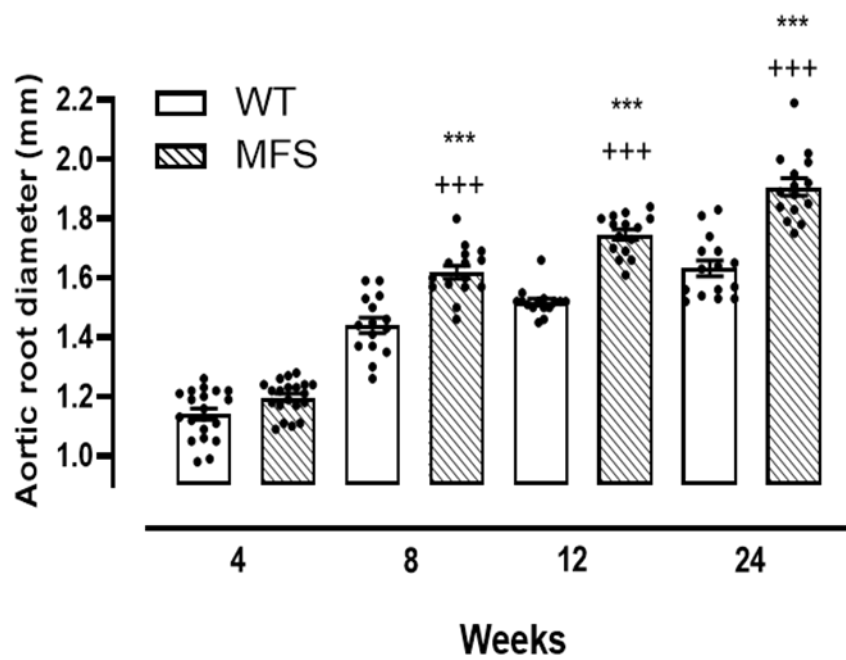 ***
+++
WT
MFS
***
+++
***
+++
Aortic root diameter (mm)
2.2
2.0
1.8
1.6
1.4
1.2
1.0
4 8 12 24
Weeks